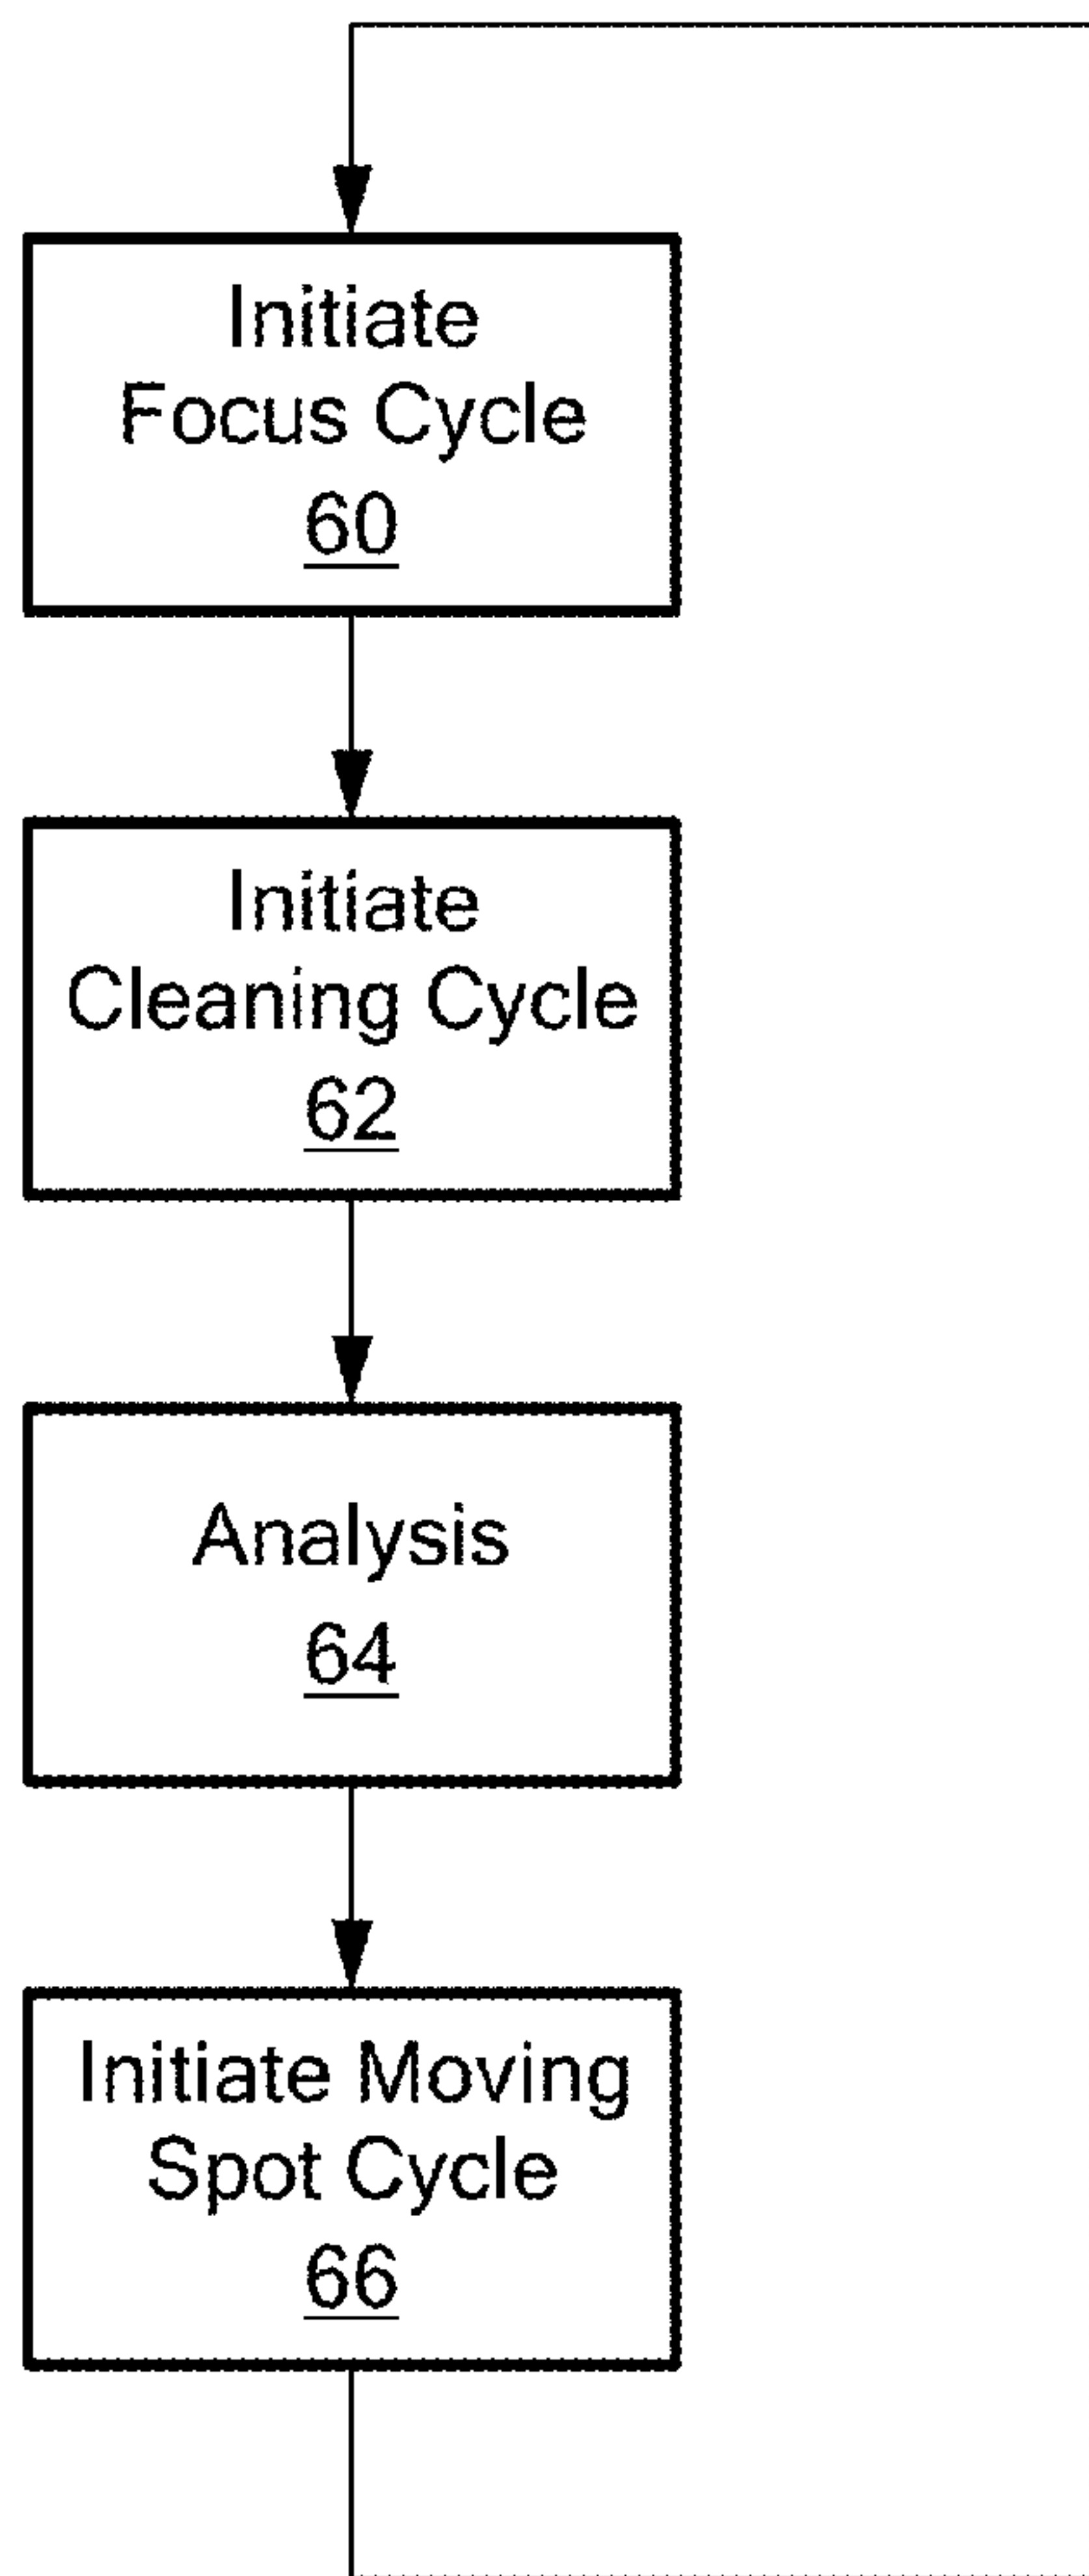 Initiate
Focus Cycle
60
Initiate
Cleaning Cycle
62
Analysis
64
Initiate Moving
Spot Cycle
66